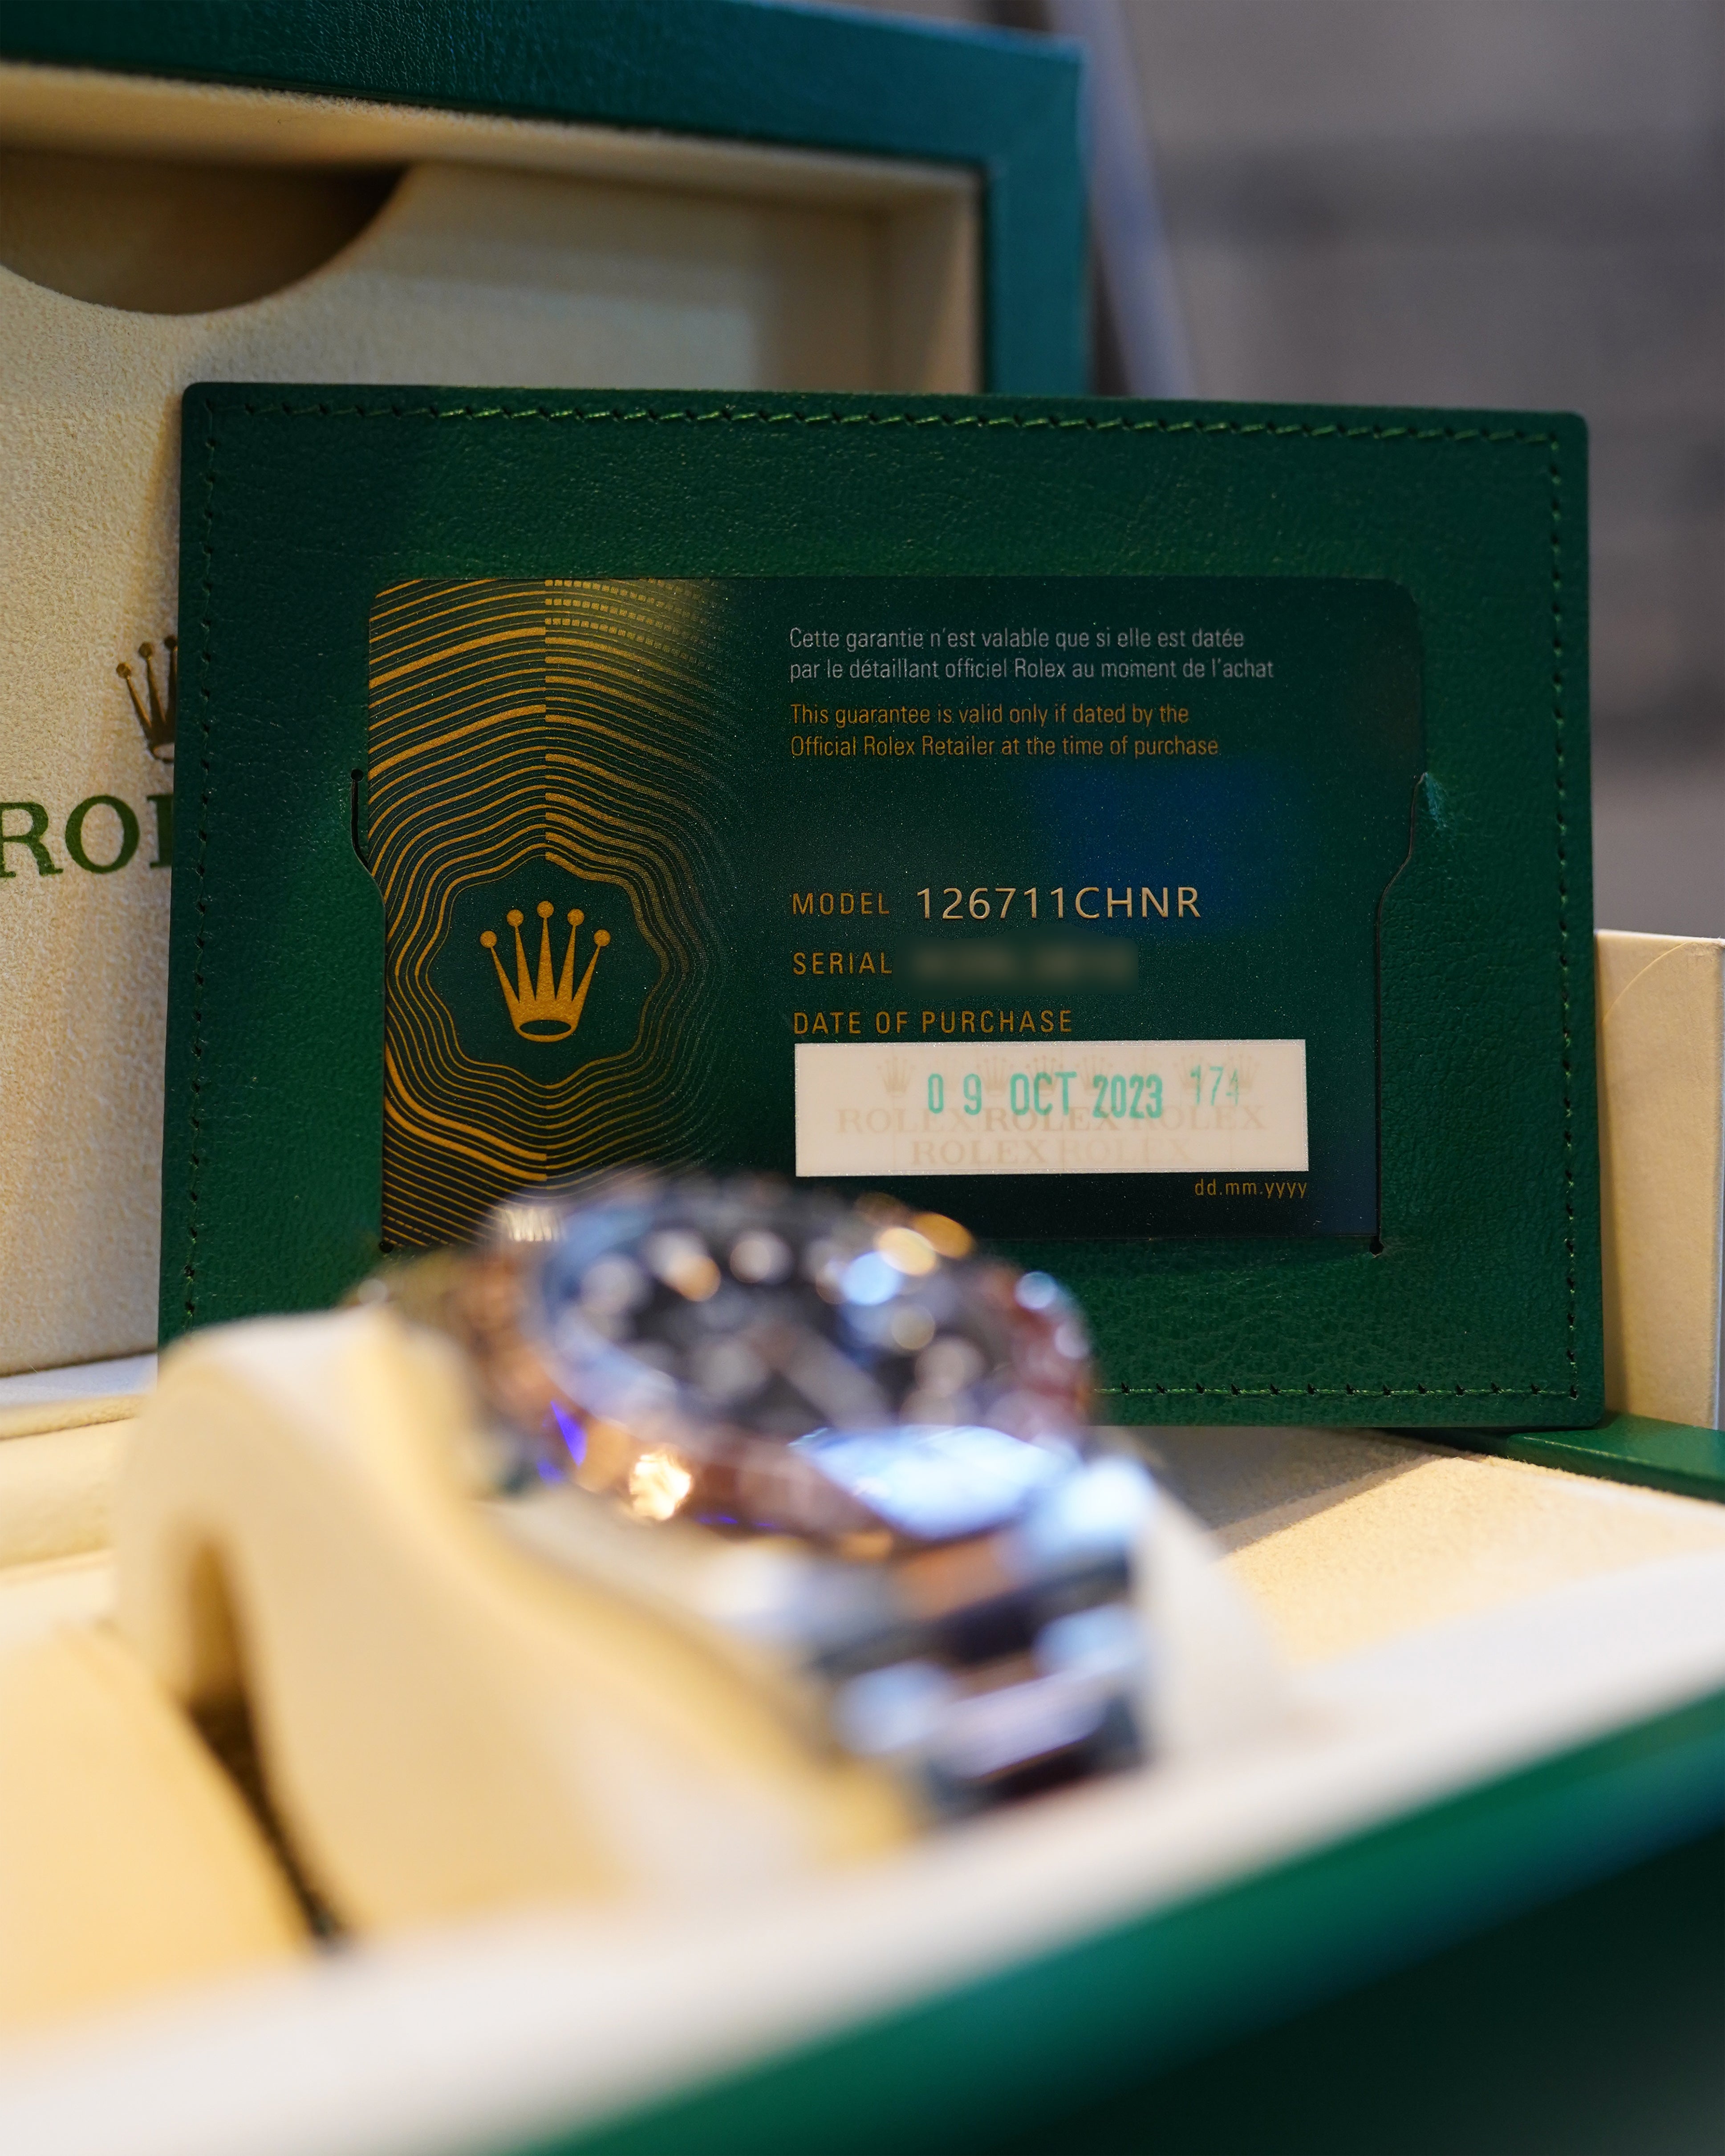 Cette garantie n'est valable que si elle est datée
par le détaillant officiel Rolex au moment de l'achat
This guarantee is valid only if dated by the
Official Rolex Retailer at the time of purchase
ROL
MODEL 126711CHNR
SERIAL
DATE OF PURCHASE
0 9 OCT 2023 174
ROLEX ROLEX ROLEX
ROLEX ROLEX
dd.mm.yyyy